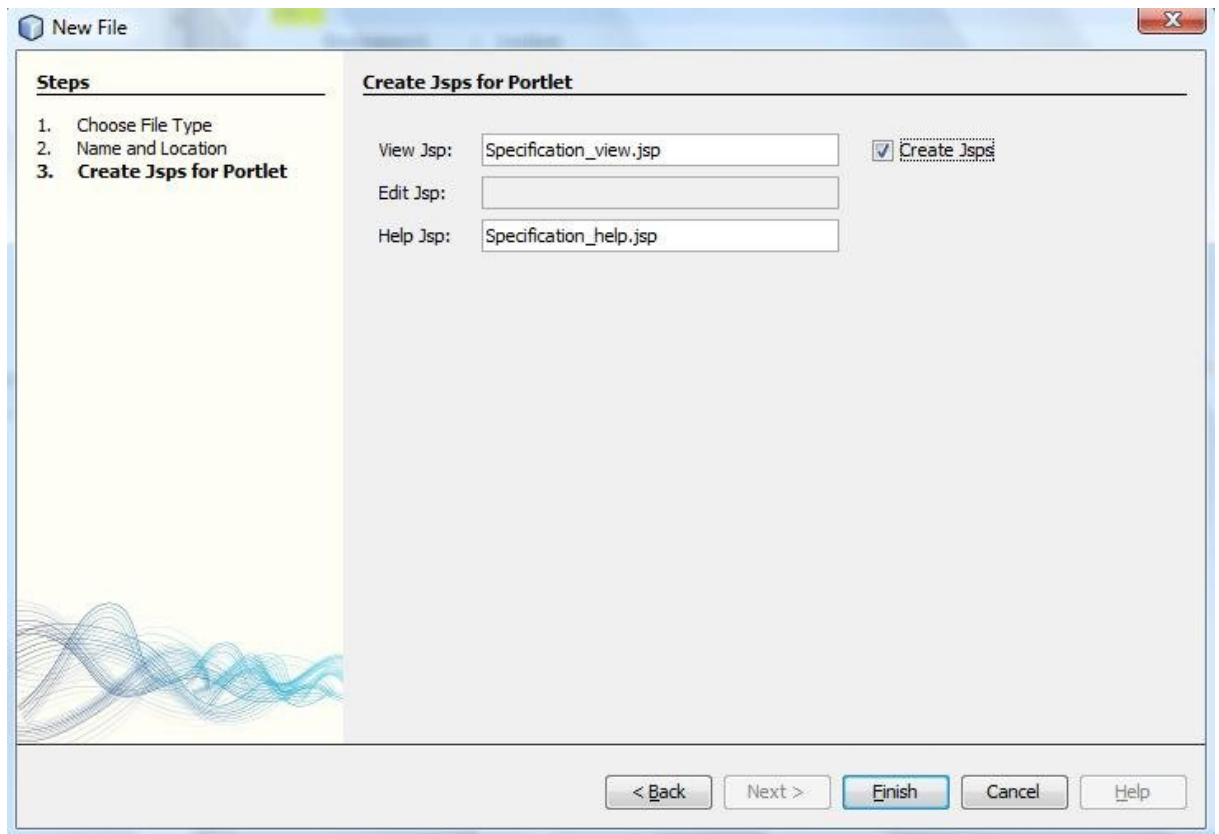 New File
Steps
1. Choose File Type
2. Name and Location
3. Create Jsps for Portlet
Create Jsps for Portlet
View Jsp: Specification_view.jsp Create Jsps
Edit Jsp:
Help Jsp: Specification_help.jsp
< Back Next > Finish Cancel Help